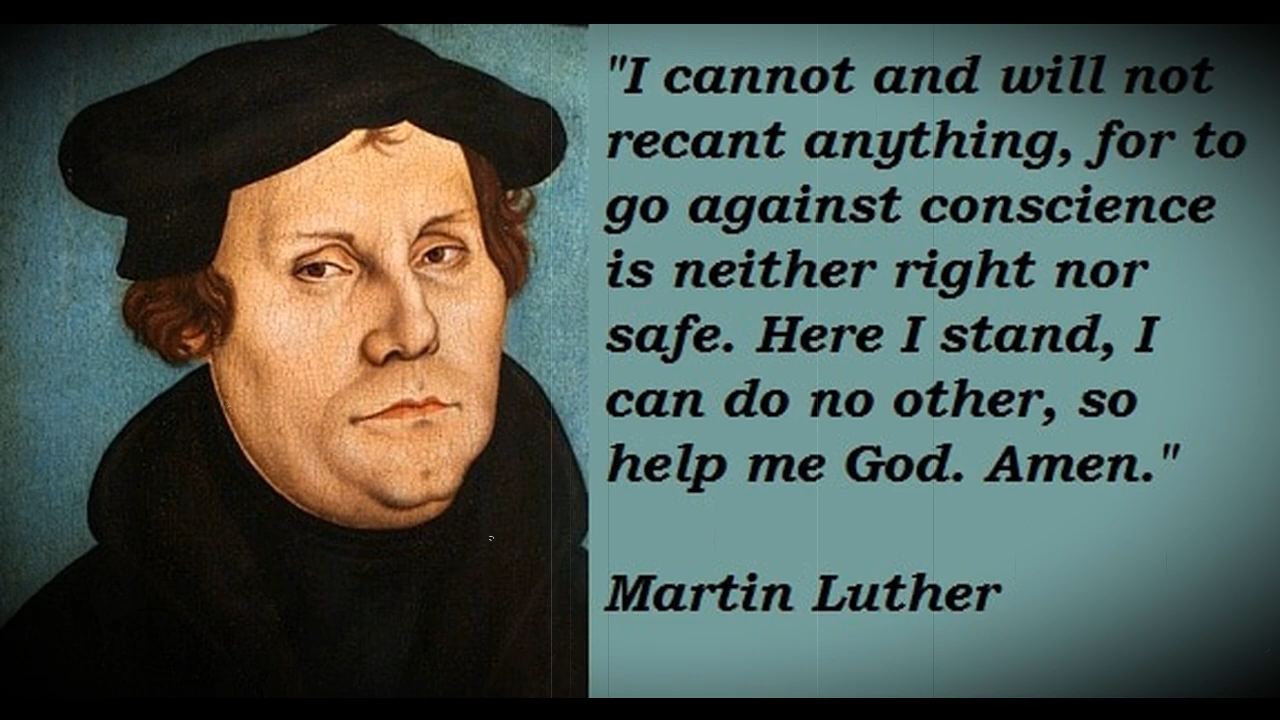 "I cannot and will not
recant anything, for to
go against conscience
is neither right nor
safe. Here I stand, I
can do no other, so
help me God. Amen."
Martin Luther